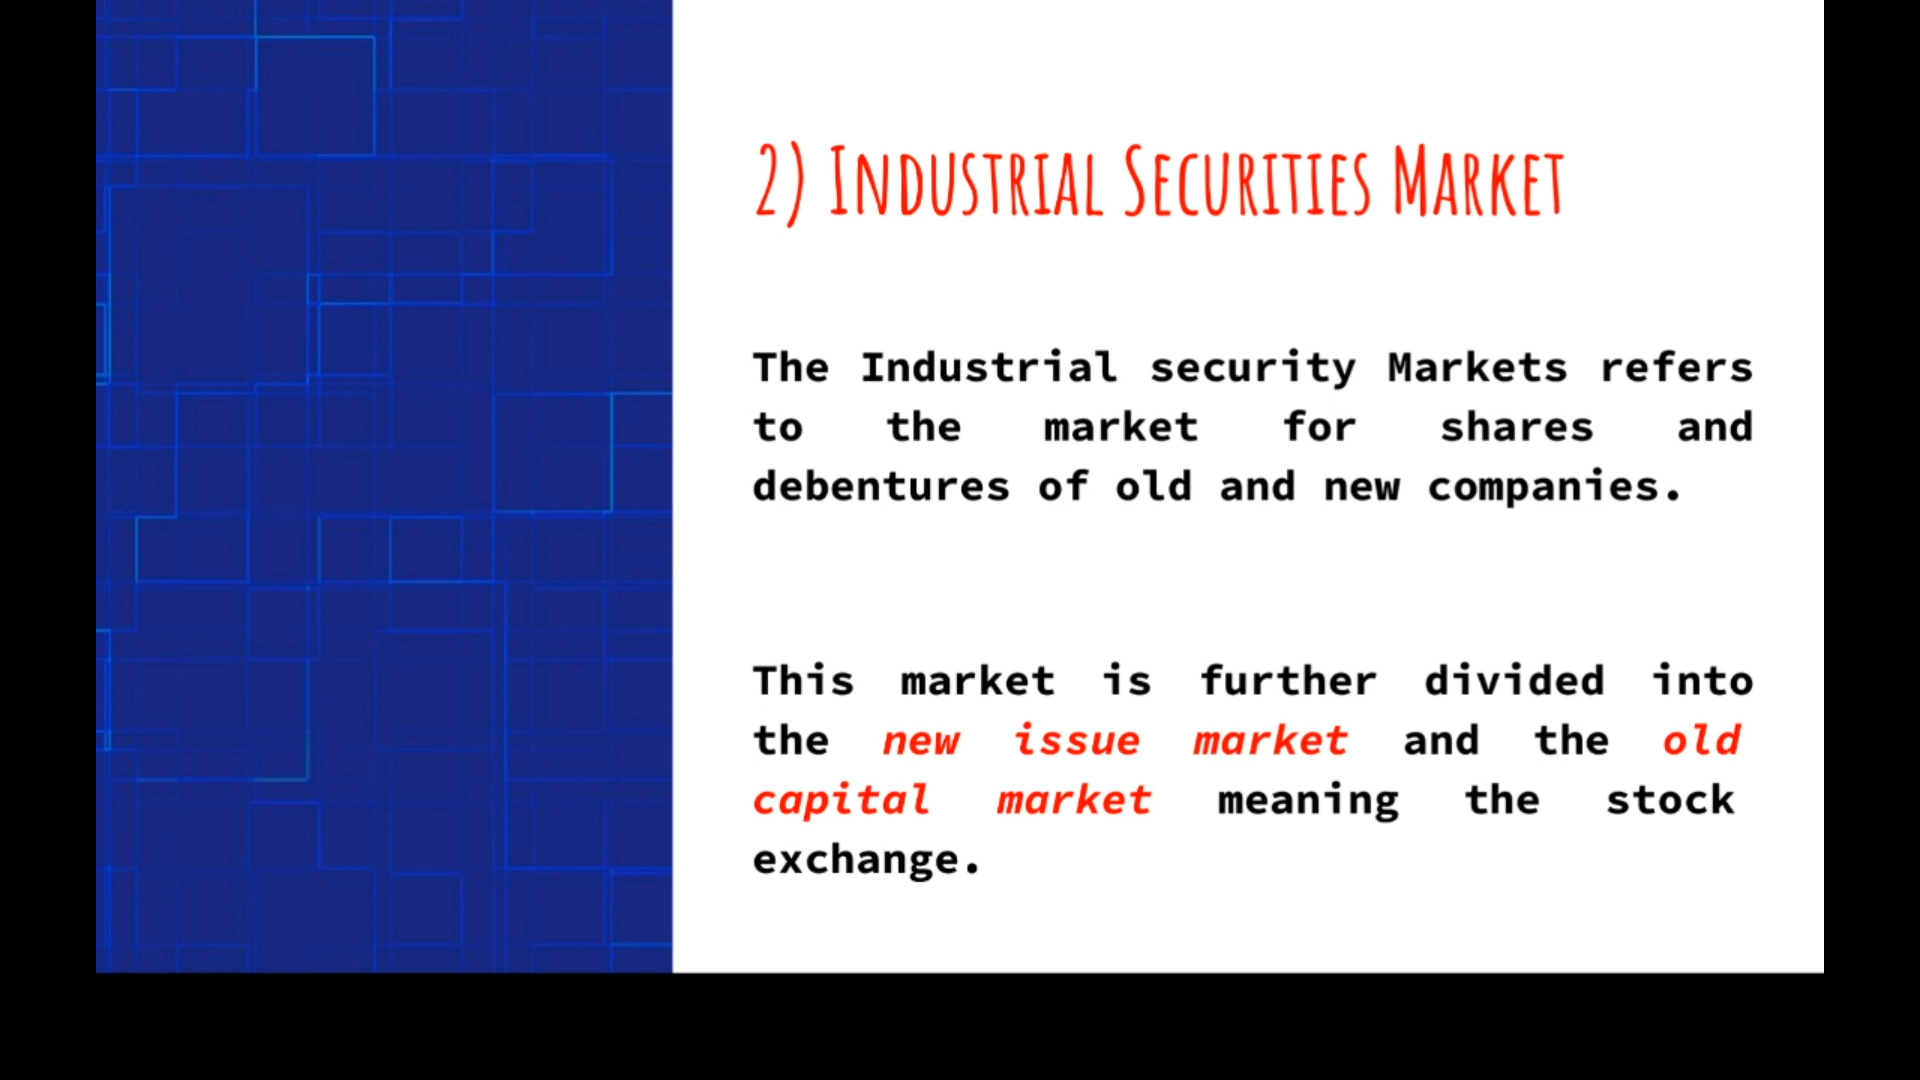 2) Industrial Securities Market
The Industrial security Markets refers
to the market for shares and
debentures of old and new companies.
This market is further divided into
the new issue market and the old
capital market meaning the stock
exchange.